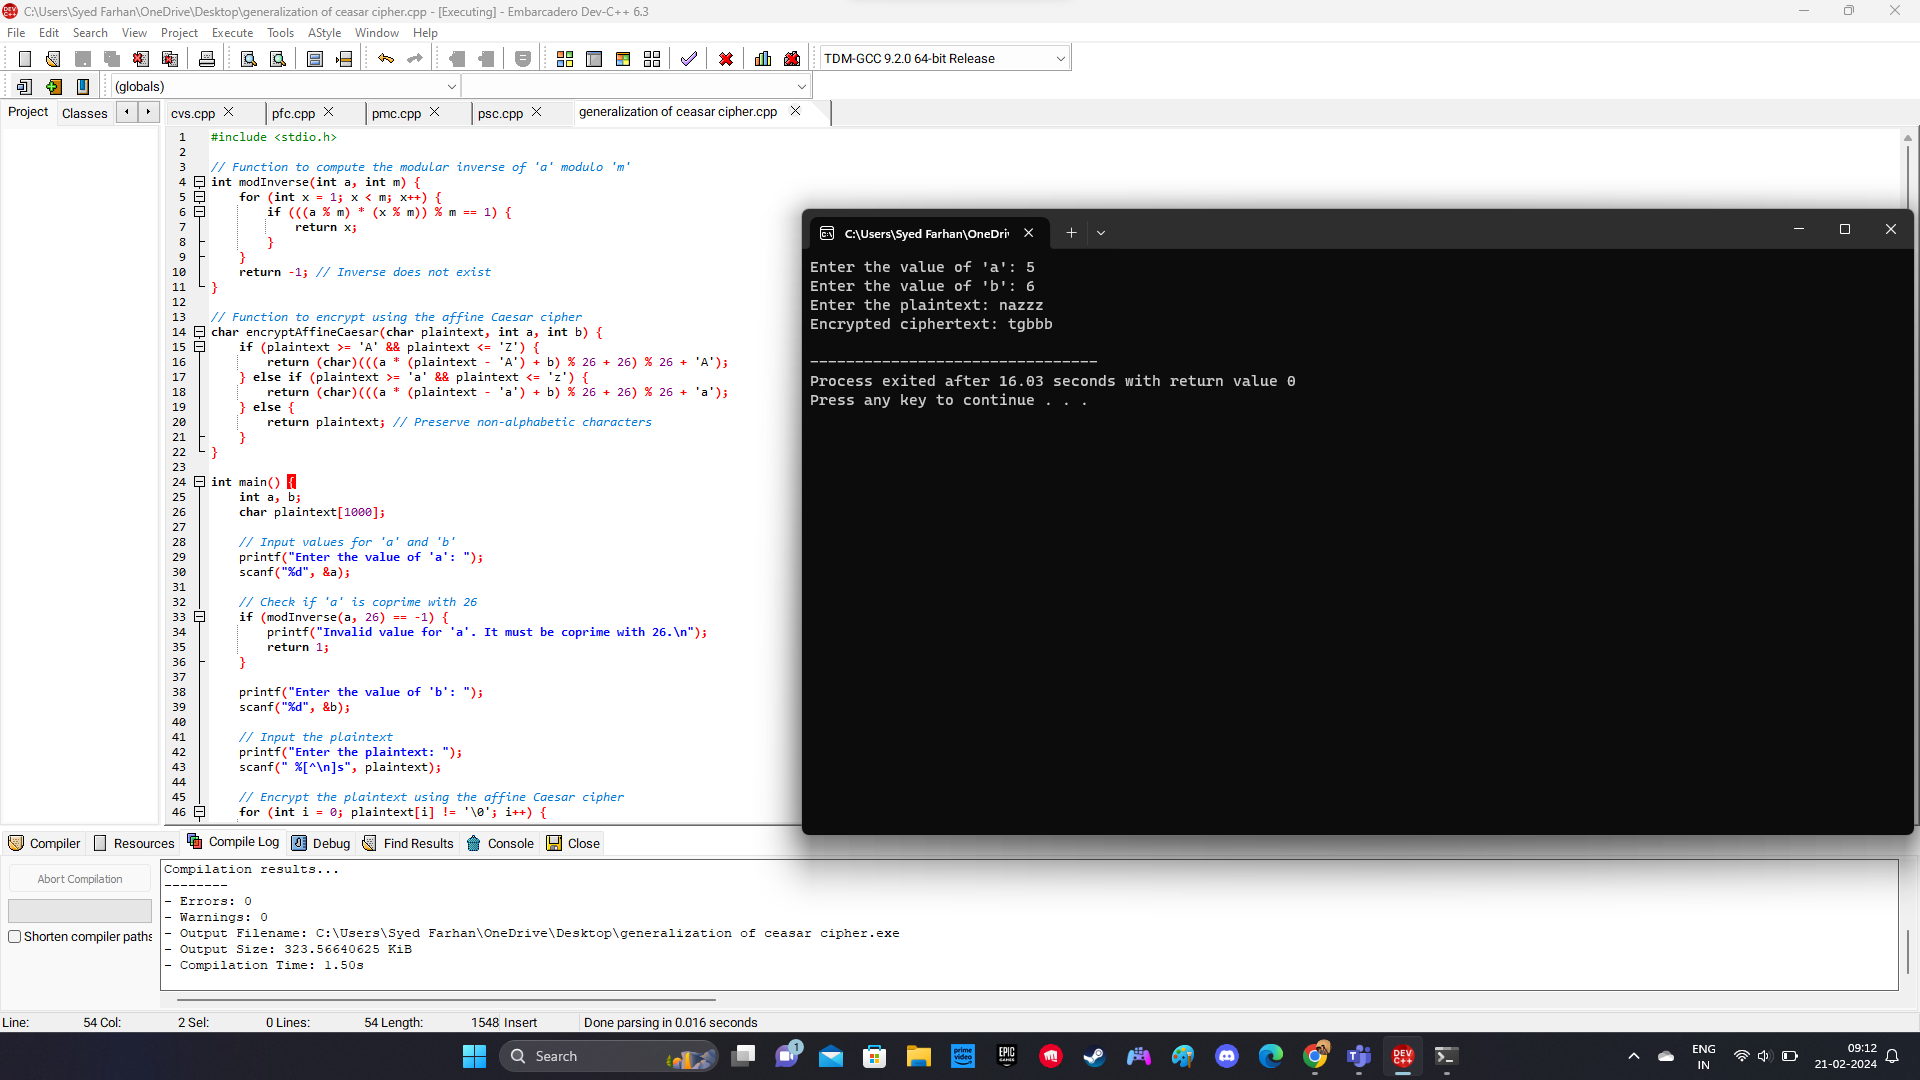 C:\Users\Syed Farhan\OneDrive\Desktop\generalization of ceasar cipher.cpp - [Executing] - Embarcadero Dev-C++ 6.3
File Edit Search View Project Execute Tools AStyle Window Help
TDM-GCC 9.2.0 64-bit Release
(globals)
Project Classes cvs.cpp pfc.cpp pmc.cpp psc.cpp generalization of ceasar cipher.cpp
1 #include <stdio.h>
2
3 // Function to compute the modular inverse of 'a' modulo 'm'
4 int modInverse(int a, int m) {
5 for (int x = 1; x < m; x++) {
6 if (((a % m) * (x % m)) % m == 1) {
7 return x;
8 }
9 }
10 return -1; // Inverse does not exist
11 }
12
13 // Function to encrypt using the affine Caesar cipher
14 char encryptAffineCaesar(char plaintext, int a, int b) {
15 if (plaintext >= 'A' && plaintext <= 'Z') {
16 return (char)(((a * (plaintext - 'A') + b) % 26 + 26) % 26 + 'A');
17 } else if (plaintext >= 'a' && plaintext <= 'z') {
18 return (char)(((a * (plaintext - 'a') + b) % 26 + 26) % 26 + 'a');
19 } else {
20 return plaintext; // Preserve non-alphabetic characters
21 }
22 }
23
24 int main() {
25 int a, b;
26 char plaintext[1000];
27
28 // Input values for 'a' and 'b'
29 printf("Enter the value of 'a': ");
30 scanf("%d", &a);
31
32 // Check if 'a' is coprime with 26
33 if (modInverse(a, 26) == -1) {
34 printf("Invalid value for 'a'. It must be coprime with 26.\n");
35 return 1;
36 }
37
38 printf("Enter the value of 'b': ");
39 scanf("%d", &b);
40
41 // Input the plaintext
42 printf("Enter the plaintext: ");
43 scanf(" %[^\n]s", plaintext);
44
45 // Encrypt the plaintext using the affine Caesar cipher
46 for (int i = 0; plaintext[i] != '\0'; i++) {
C:\Users\Syed Farhan\OneDri
Enter the value of 'a': 5
Enter the value of 'b': 6
Enter the plaintext: nazzz
Encrypted ciphertext: tgbbb
--------------------------------
Process exited after 16.03 seconds with return value 0
Press any key to continue . . .
Compiler Resources Compile Log Debug Find Results Console Close
Abort Compilation
Shorten compiler paths
Compilation results...
--------
- Errors: 0
- Warnings: 0
- Output Filename: C:\Users\Syed Farhan\OneDrive\Desktop\generalization of ceasar cipher.exe
- Output Size: 323.56640625 KiB
- Compilation Time: 1.50s
Line: 54 Col: 2 Sel: 0 Lines: 54 Length: 1548 Insert Done parsing in 0.016 seconds
Search
1
prime video
EPIC GAMES
DEV C++
ENG
IN
09:12
21-02-2024